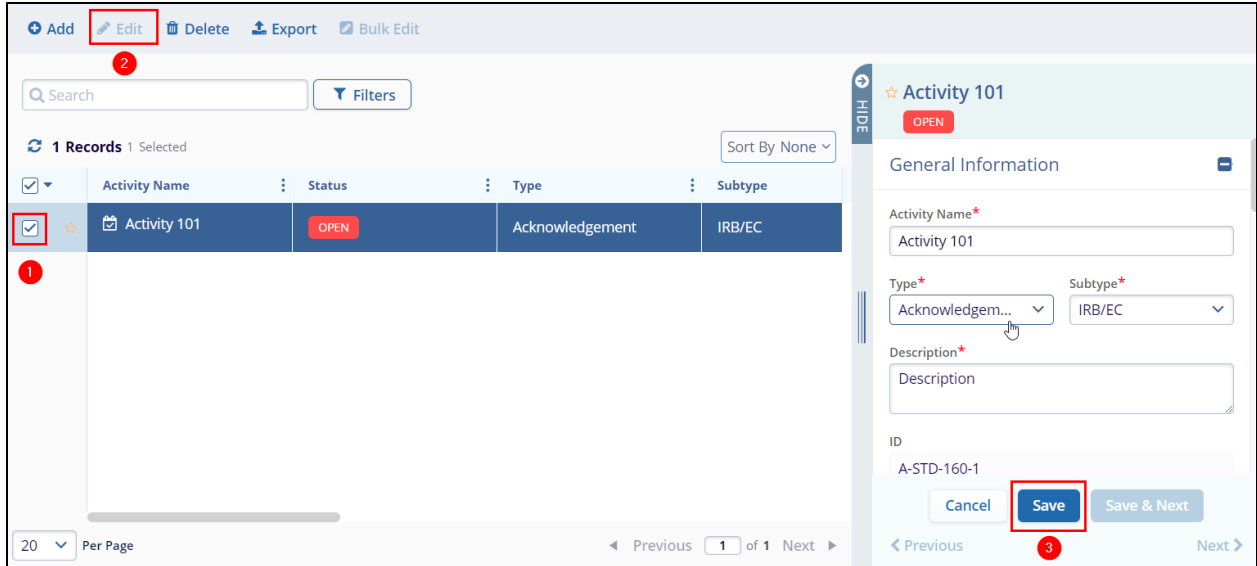 Add Edit Delete Export Bulk Edit
2
Search Filters
1 Records 1 Selected Sort By None
Activity Name Status Type Subtype
Activity 101 OPEN Acknowledgement IRB/EC
1
20 Per Page Previous 1 of 1 Next
HIDE
Activity 101
OPEN
General Information
Activity Name*
Activity 101
Type* Subtype*
Acknowledgem... IRB/EC
Description*
Description
ID
A-STD-160-1
Cancel Save Save & Next
Previous 3 Next